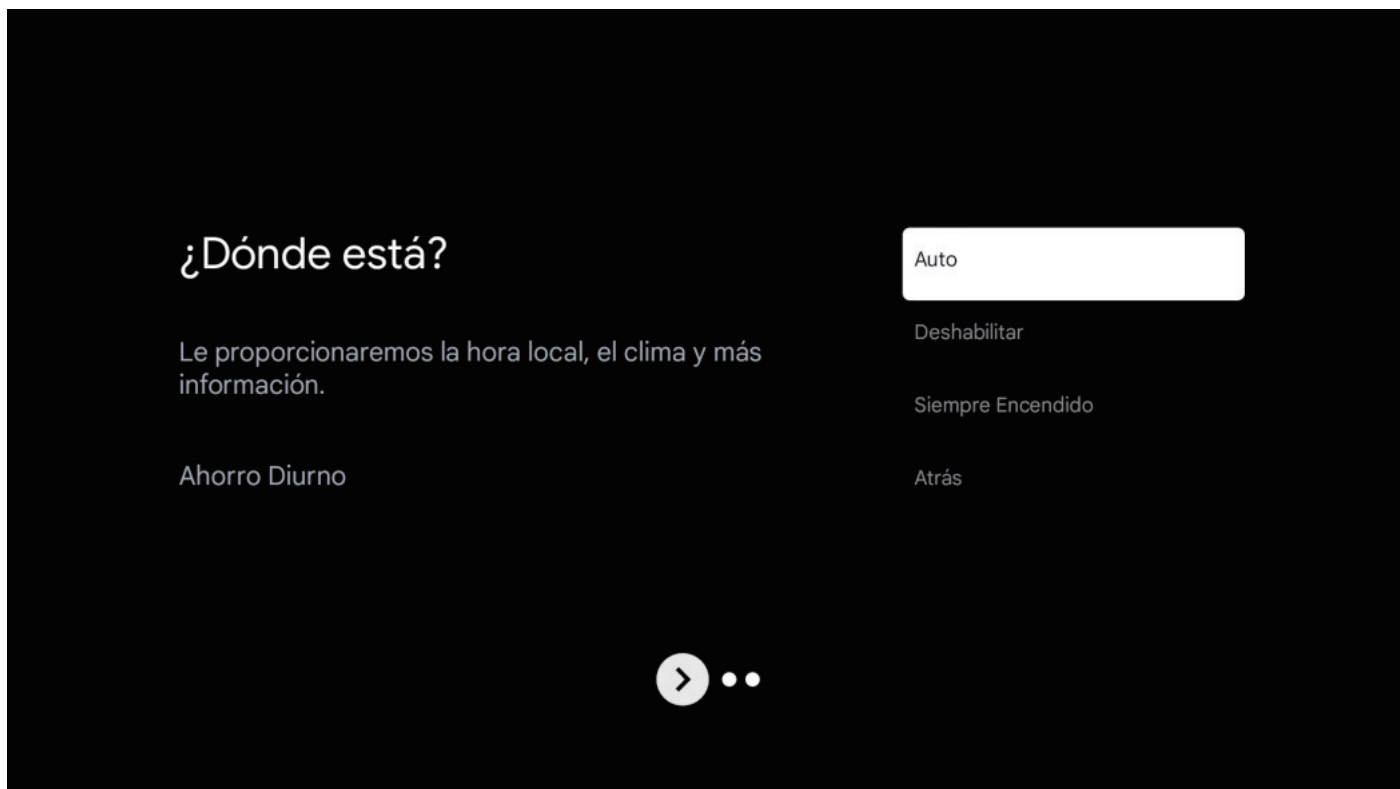 ¿Dónde está?
Le proporcionaremos la hora local, el clima y más
información.
Ahorro Diurno
Auto
Deshabilitar
Siempre Encendido
Atrás